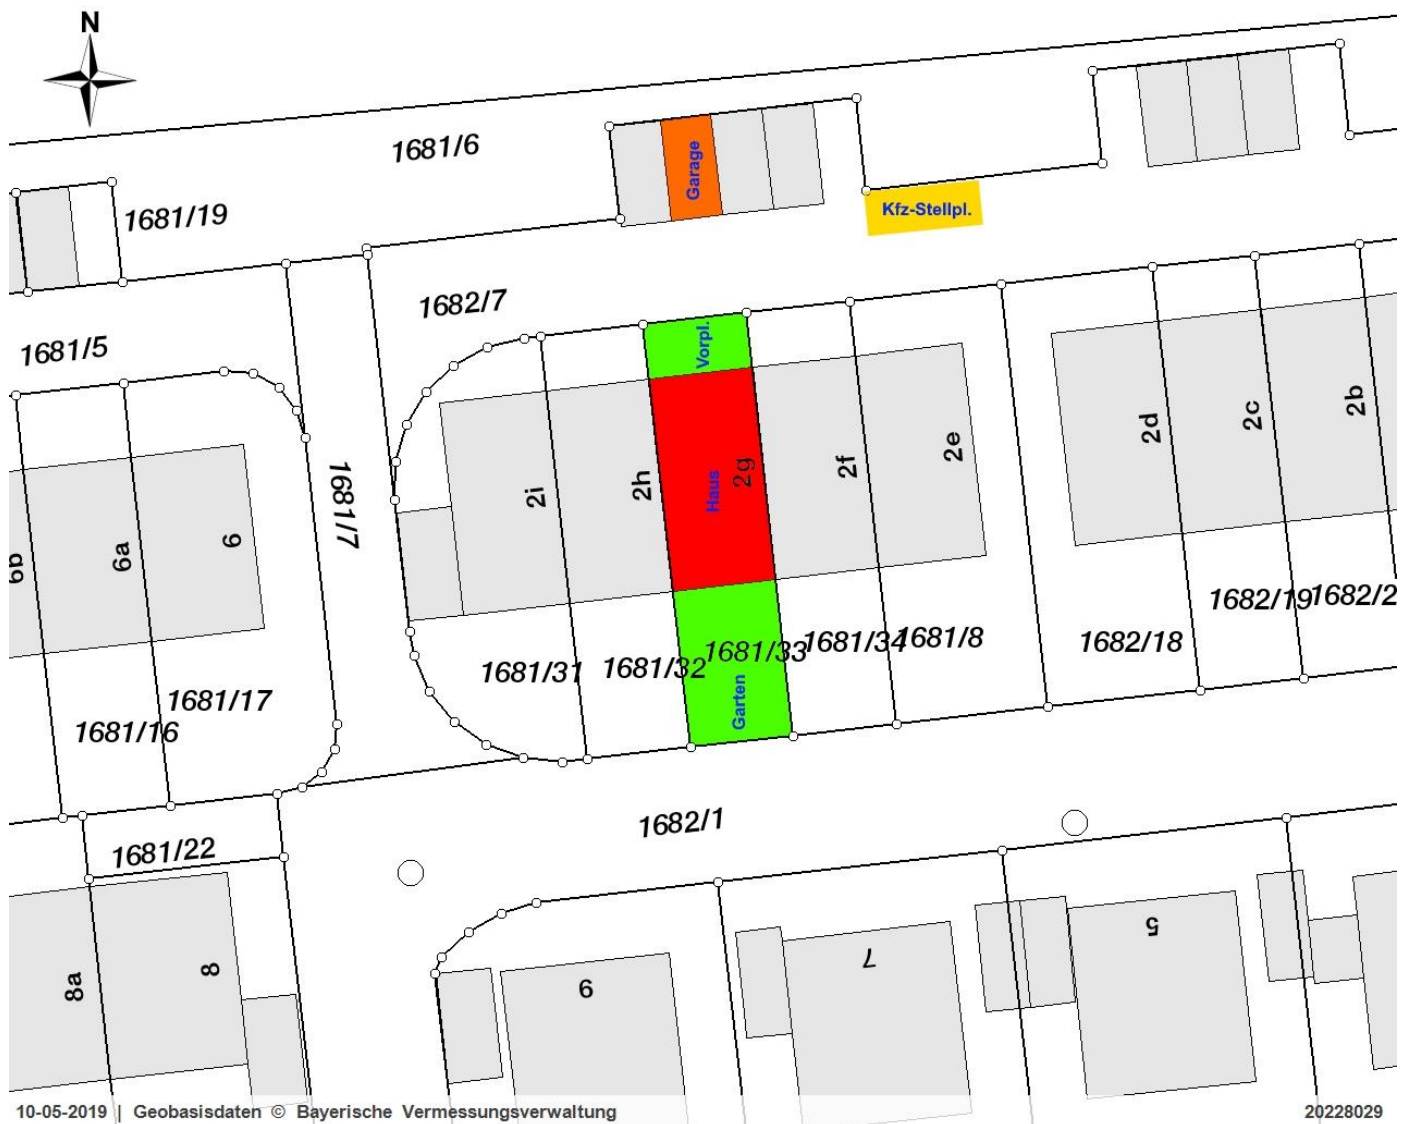 N
1681/6
Garage
1681/19
Kfz-Stellpl.
1682/7
Vorpl.
1681/5
2i
2h
Haus
2g
2f
2e
2d
2c
2b
1681/7
6b
6a
6
1682/19
1682/2
1681/31
1681/32
1681/33
1681/34
1681/8
1682/18
Garten
1681/17
1681/16
1682/1
1681/22
8a
8
9
7
5
10-05-2019 | Geobasisdaten © Bayerische Vermessungsverwaltung
20228029